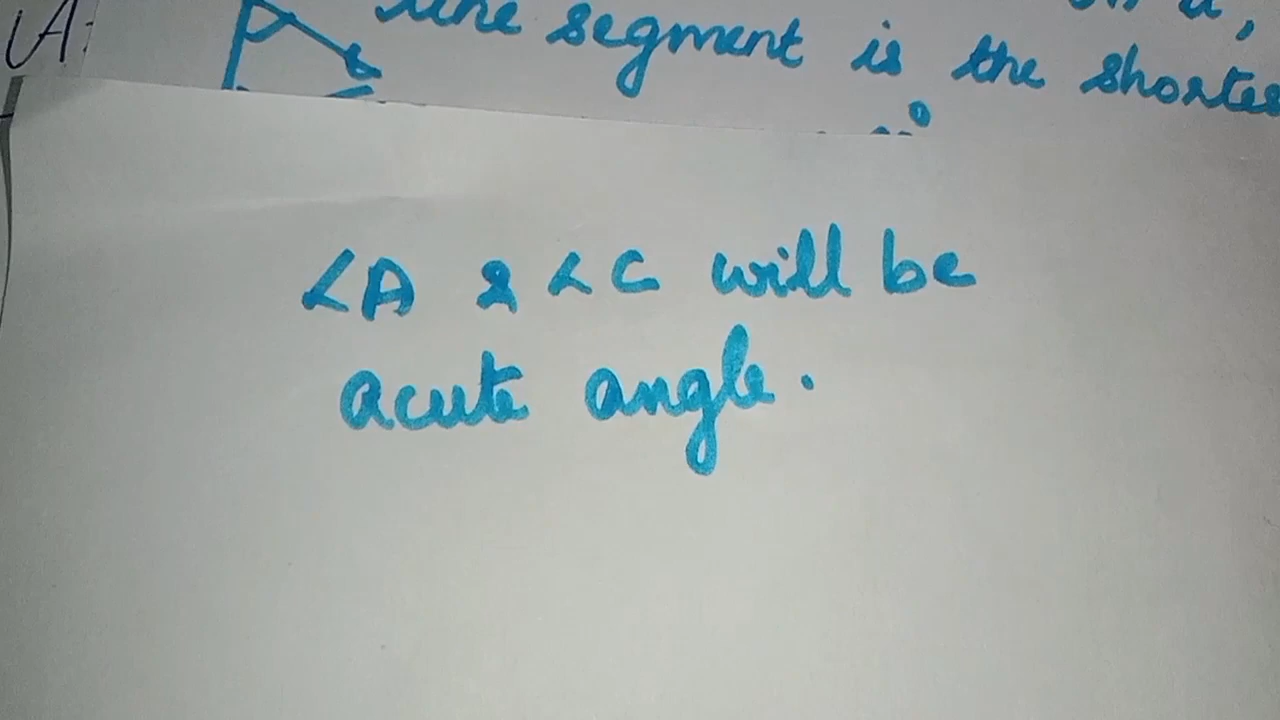 A:
line segment is the shortes
∠A & ∠C will be
acute angle.